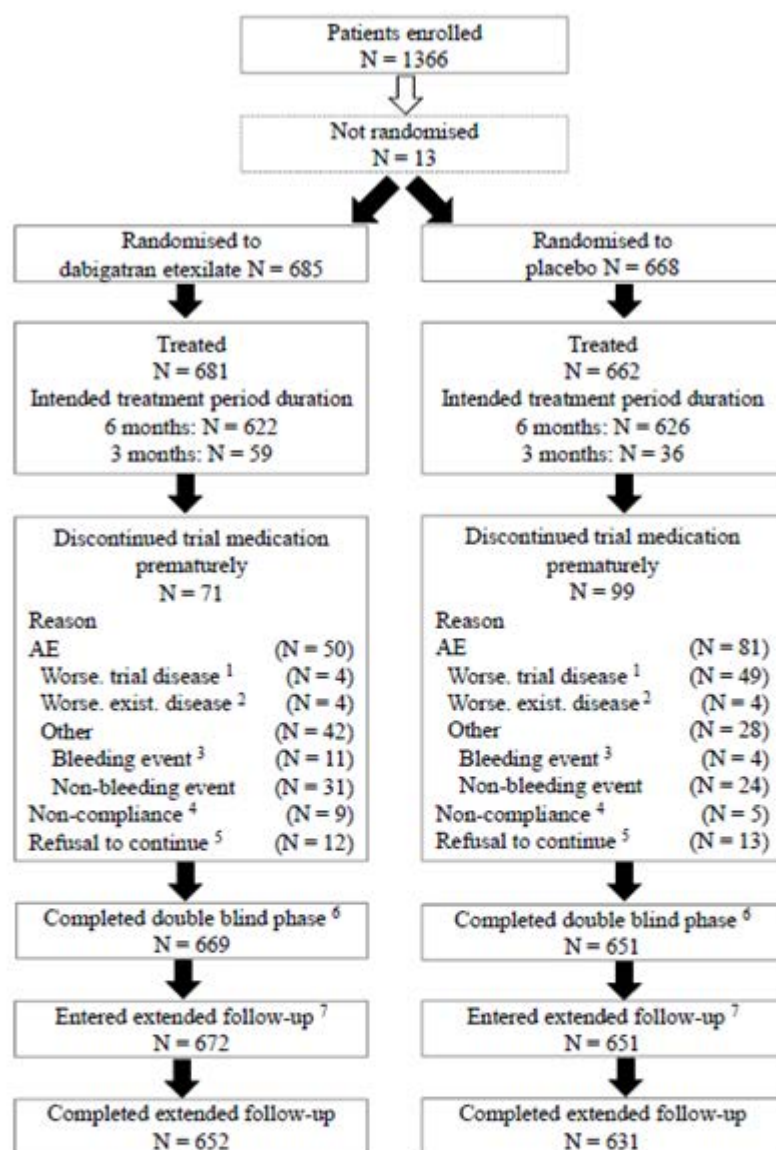 Patients enrolled
N = 1366
Not randomised
N = 13
Randomised to
dabigatran etexilate N = 685
Treated
N = 681
Intended treatment period duration
6 months: N = 622
3 months: N = 59
Discontinued trial medication
prematurely
N = 71
Reason
AE (N = 50)
Worse. trial disease 1 (N = 4)
Worse. exist. disease 2 (N = 4)
Other (N = 42)
Bleeding event 3 (N = 11)
Non-bleeding event (N = 31)
Non-compliance 4 (N = 9)
Refusal to continue 5 (N = 12)
Completed double blind phase 6
N = 669
Entered extended follow-up 7
N = 672
Completed extended follow-up
N = 652
Randomised to
placebo N = 668
Treated
N = 662
Intended treatment period duration
6 months: N = 626
3 months: N = 36
Discontinued trial medication
prematurely
N = 99
Reason
AE (N = 81)
Worse. trial disease 1 (N = 49)
Worse. exist. disease 2 (N = 4)
Other (N = 28)
Bleeding event 3 (N = 4)
Non-bleeding event (N = 24)
Non-compliance 4 (N = 5)
Refusal to continue 5 (N = 13)
Completed double blind phase 6
N = 651
Entered extended follow-up 7
N = 651
Completed extended follow-up
N = 631